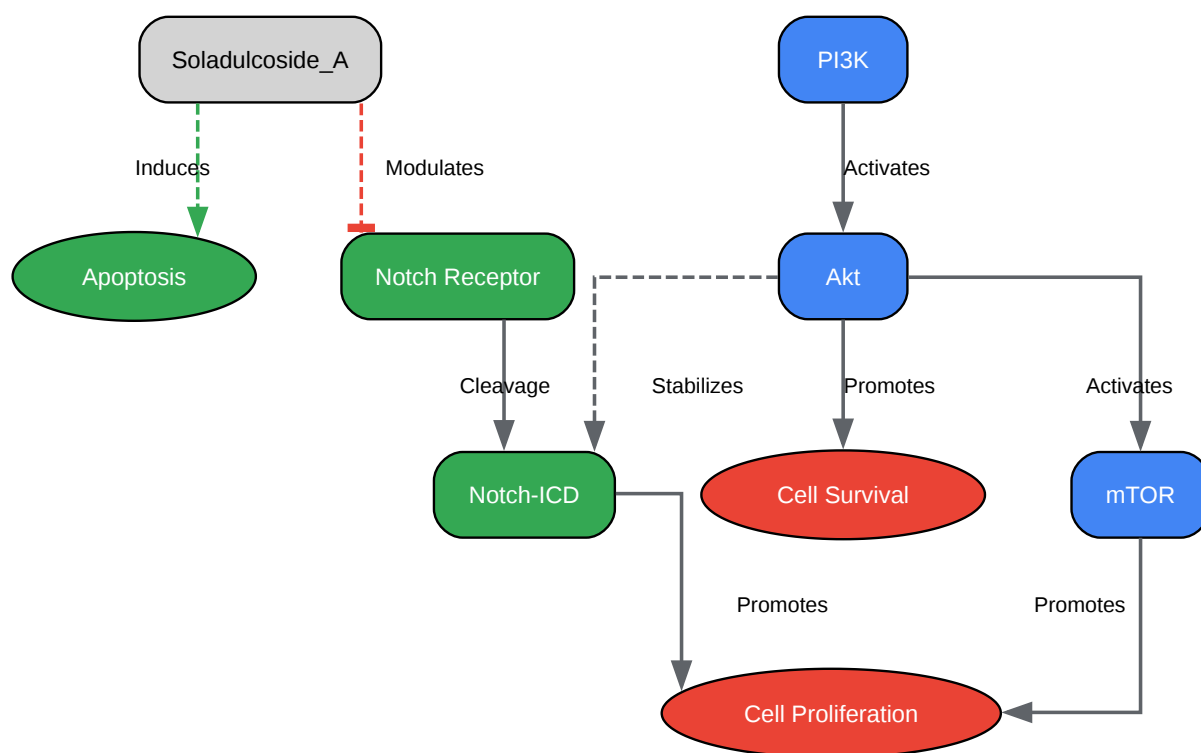 Soladulcoside_A
PI3K
Induces
Modulates
Activates
Apoptosis
Notch Receptor
Akt
Cleavage
Stabilizes
Promotes
Activates
Notch-ICD
Cell Survival
mTOR
Promotes
Promotes
Cell Proliferation